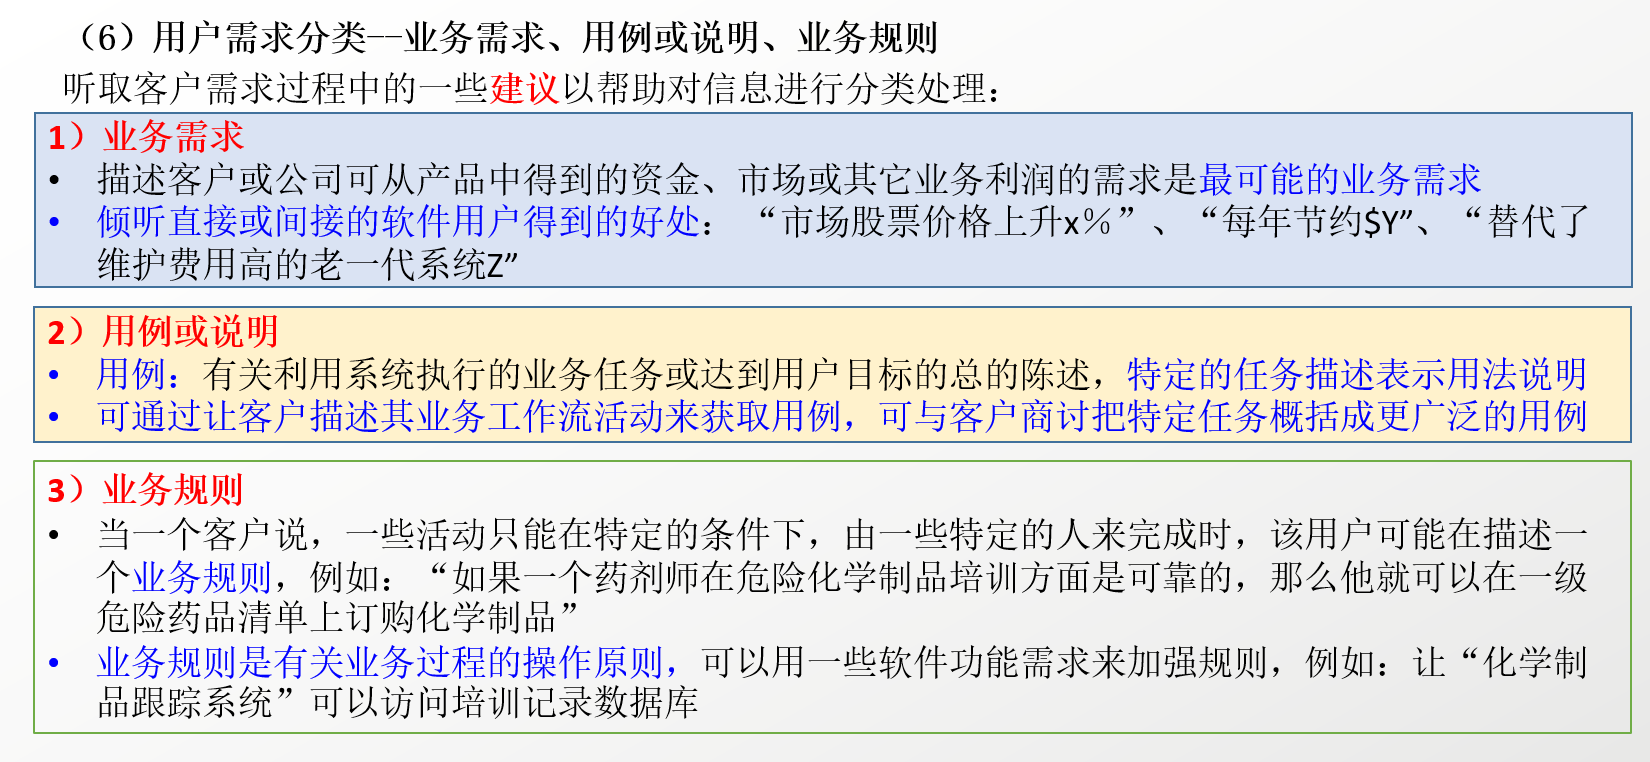 （6）用户需求分类--业务需求、用例或说明、业务规则
听取客户需求过程中的一些建议以帮助对信息进行分类处理：
1）业务需求
• 描述客户或公司可从产品中得到的资金、市场或其它业务利润的需求是最可能的业务需求
• 倾听直接或间接的软件用户得到的好处：“市场股票价格上升x％”、“每年节约$Y”、“替代了
维护费用高的老一代系统Z”
2）用例或说明
• 用例：有关利用系统执行的业务任务或达到用户目标的总的陈述，特定的任务描述表示用法说明
• 可通过让客户描述其业务工作流活动来获取用例，可与客户商讨把特定任务概括成更广泛的用例
3）业务规则
• 当一个客户说，一些活动只能在特定的条件下，由一些特定的人来完成时，该用户可能在描述一
个业务规则，例如：“如果一个药剂师在危险化学制品培训方面是可靠的，那么他就可以在一级
危险药品清单上订购化学制品”
• 业务规则是有关业务过程的操作原则，可以用一些软件功能需求来加强规则，例如：让“化学制
品跟踪系统”可以访问培训记录数据库